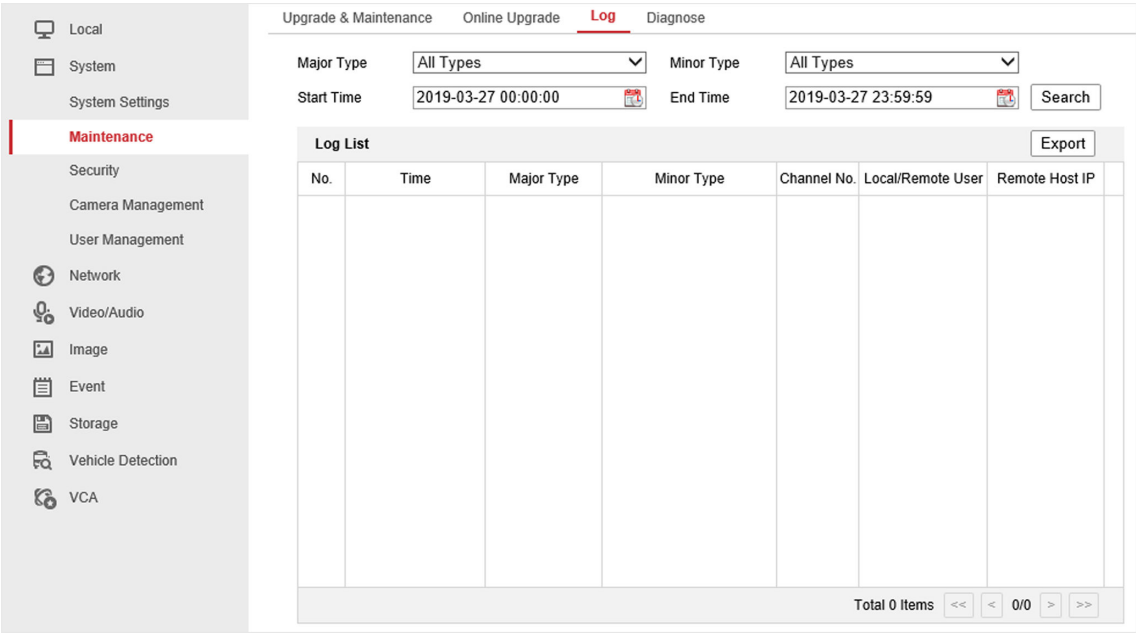 Local
System
System Settings
Maintenance
Security
Camera Management
User Management
Network
Video/Audio
Image
Event
Storage
Vehicle Detection
VCA
Upgrade & Maintenance Online Upgrade Log Diagnose
Major Type All Types Minor Type All Types
Start Time 2019-03-27 00:00:00 End Time 2019-03-27 23:59:59 Search
Log List Export
No. Time Major Type Minor Type Channel No. Local/Remote User Remote Host IP
Total 0 Items << < 0/0 > >>